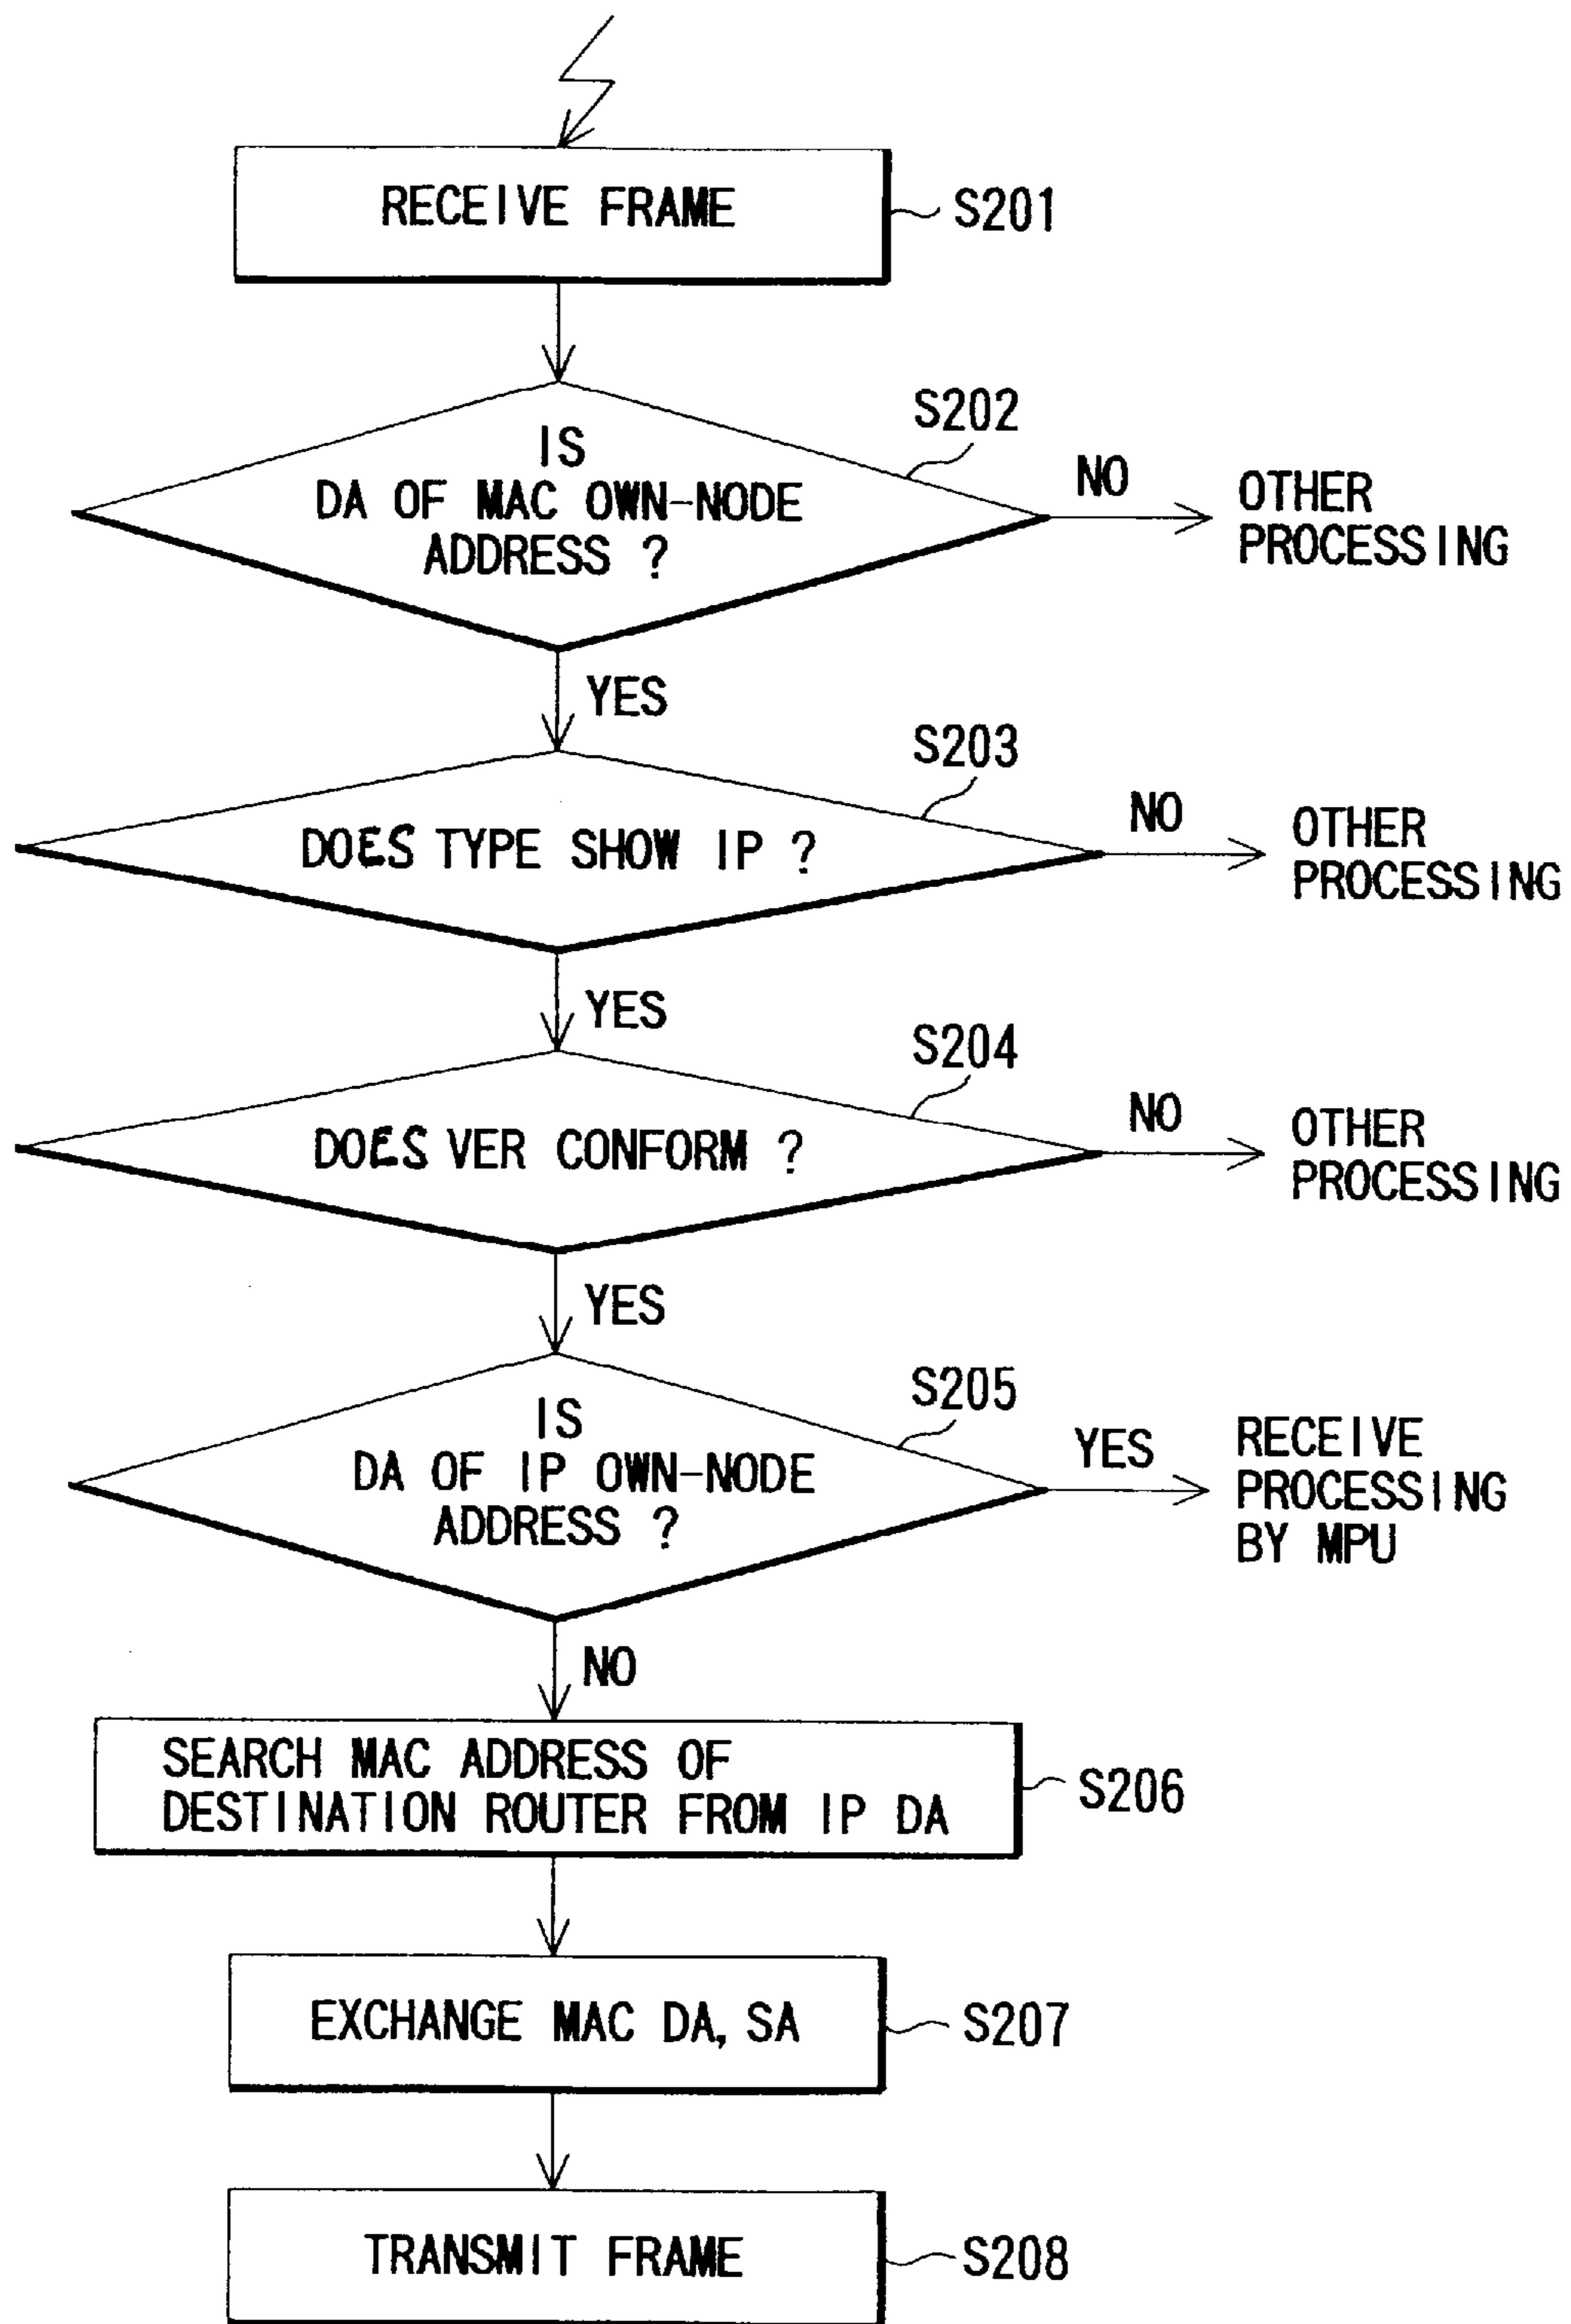 RECEIVE FRAME
S201
S202
IS
DA OF MAC OWN-NODE
ADDRESS ?
NO
OTHER
PROCESSING
YES
S203
DOES TYPE SHOW IP ?
NO
OTHER
PROCESSING
YES
S204
DOES VER CONFORM ?
NO
OTHER
PROCESSING
YES
S205
IS
DA OF IP OWN-NODE
ADDRESS ?
YES
RECEIVE
PROCESSING
BY MPU
NO
SEARCH MAC ADDRESS OF
DESTINATION ROUTER FROM IP DA
S206
EXCHANGE MAC DA, SA
S207
TRANSMIT FRAME
S208